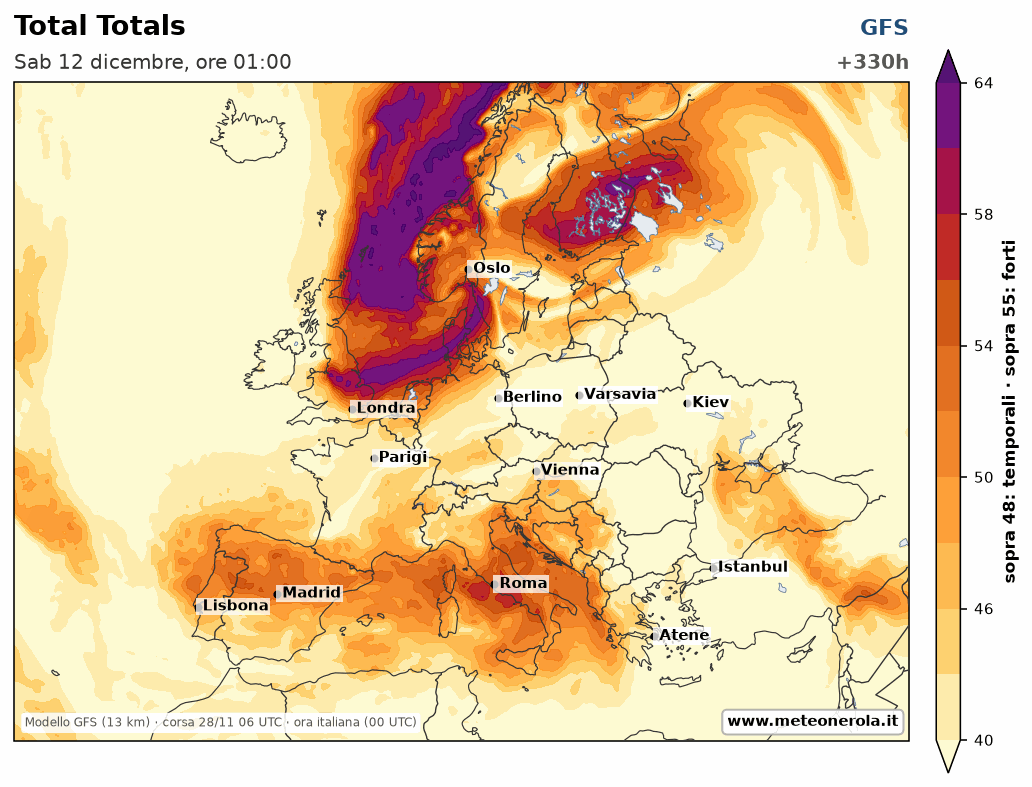 Total Totals
GFS
Sab 12 dicembre, ore 01:00
+330h
64
58
54
50
46
40
sopra 48: temporali · sopra 55: forti
Oslo
Londra
Berlino
Varsavia
Kiev
Parigi
Vienna
Istanbul
Roma
Madrid
Lisbona
Atene
Modello GFS (13 km) · corsa 28/11 06 UTC · ora italiana (00 UTC)
www.meteonerola.it